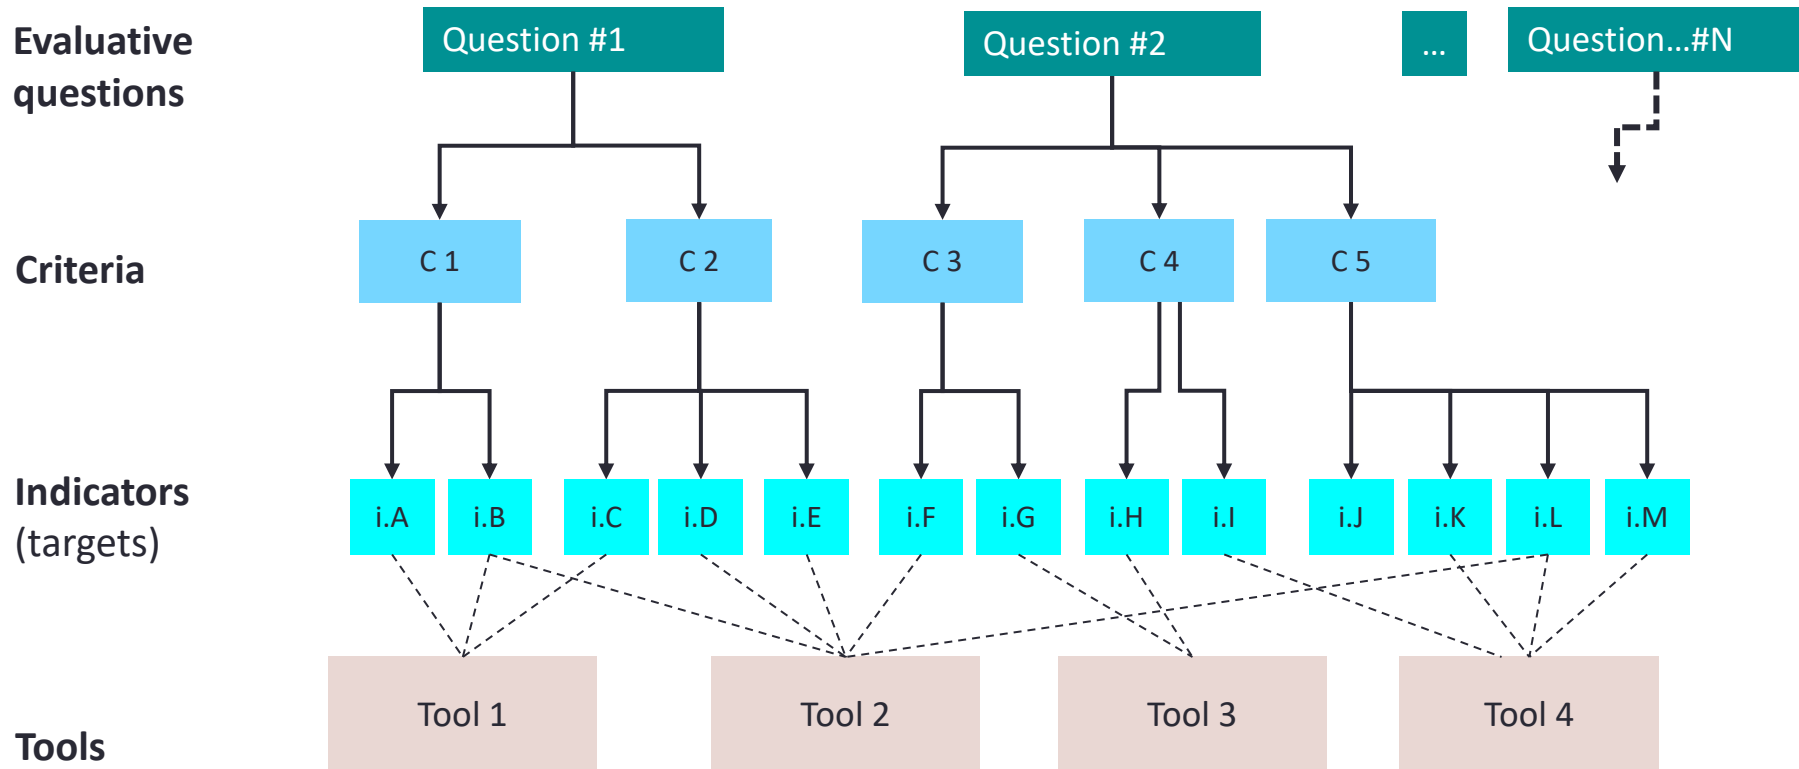 Evaluative
questions
Question #1
Question #2
...
Question...#N
Criteria
C 1
C 2
C 3
C 4
C 5
Indicators
(targets)
i.A
i.B
i.C
i.D
i.E
i.F
i.G
i.H
i.I
i.J
i.K
i.L
i.M
Tools
Tool 1
Tool 2
Tool 3
Tool 4